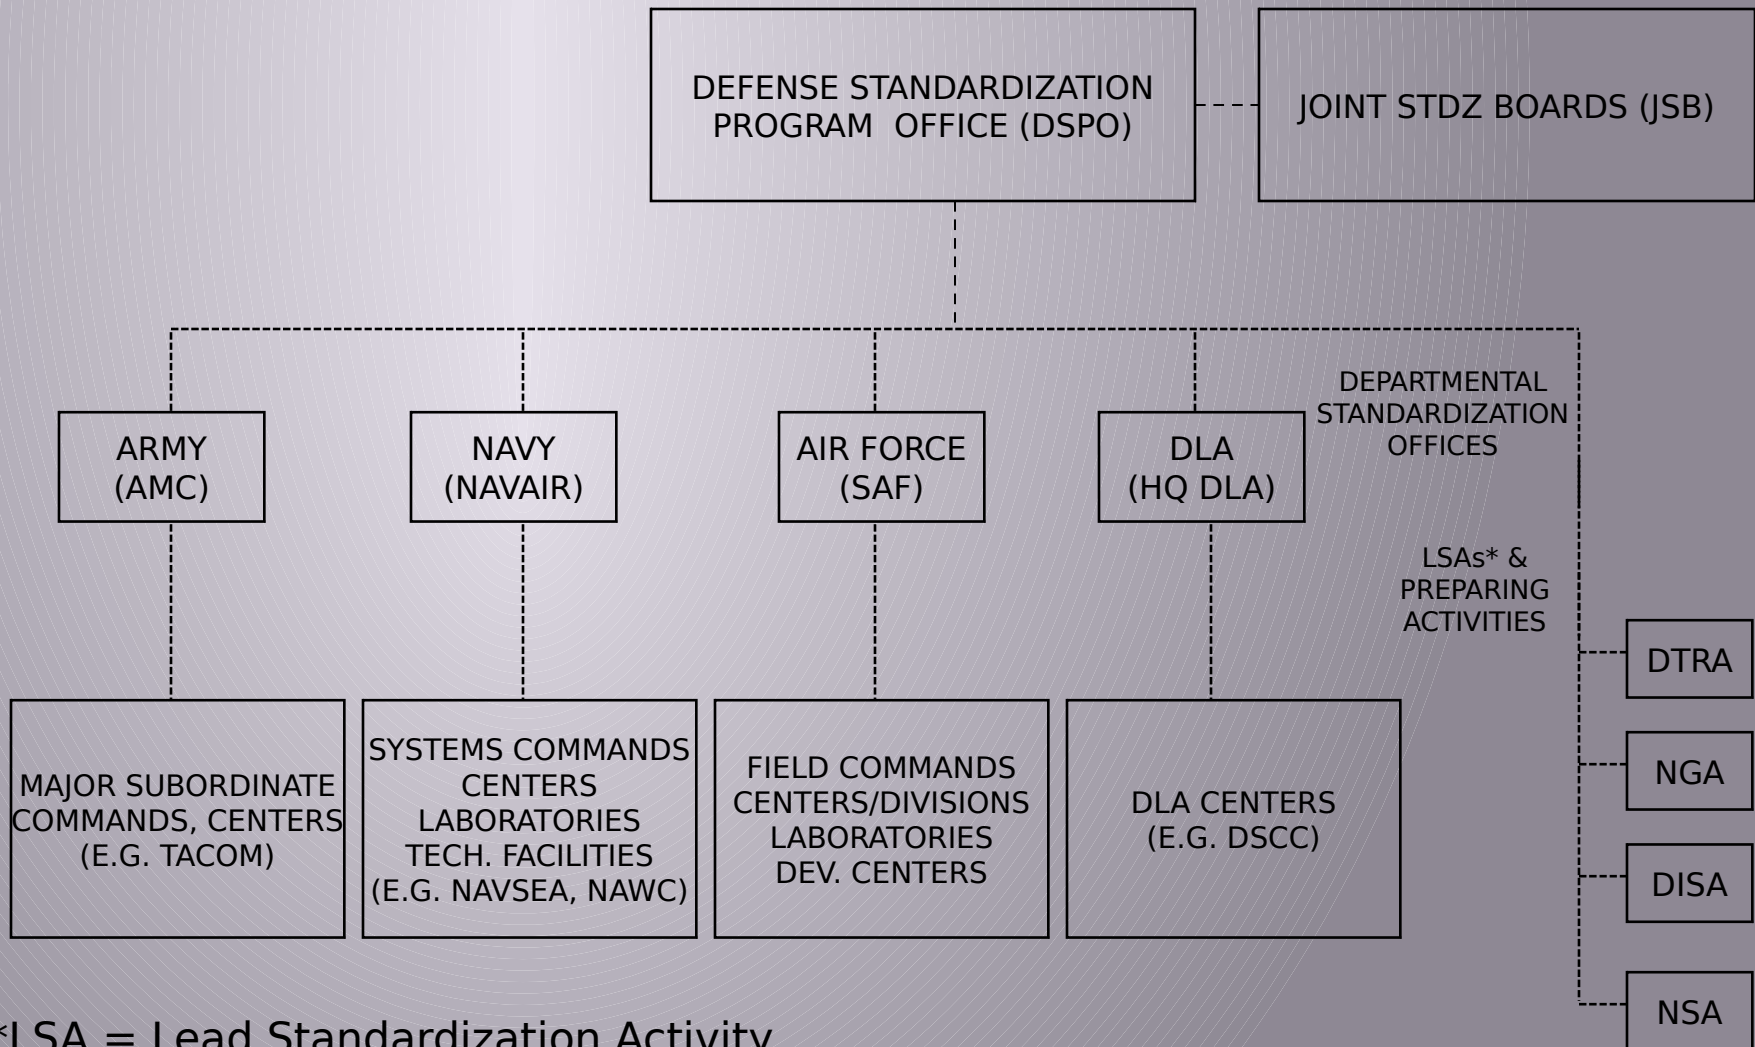 DEFENSE STANDARDIZATION
PROGRAM  OFFICE (DSPO)
JOINT STDZ BOARDS (JSB)
DEPARTMENTAL
STANDARDIZATION
OFFICES
ARMY
(AMC)
NAVY
(NAVAIR)
AIR FORCE
(SAF)
DLA
(HQ DLA)
LSAs* &
PREPARING
ACTIVITIES
MAJOR SUBORDINATE
COMMANDS, CENTERS
(E.G. TACOM)
SYSTEMS COMMANDS
CENTERS
LABORATORIES
TECH. FACILITIES
(E.G. NAVSEA, NAWC)
FIELD COMMANDS
CENTERS/DIVISIONS
LABORATORIES
DEV. CENTERS
DLA CENTERS
(E.G. DSCC)
DTRA
NGA
DISA
NSA
*LSA = Lead Standardization Activity